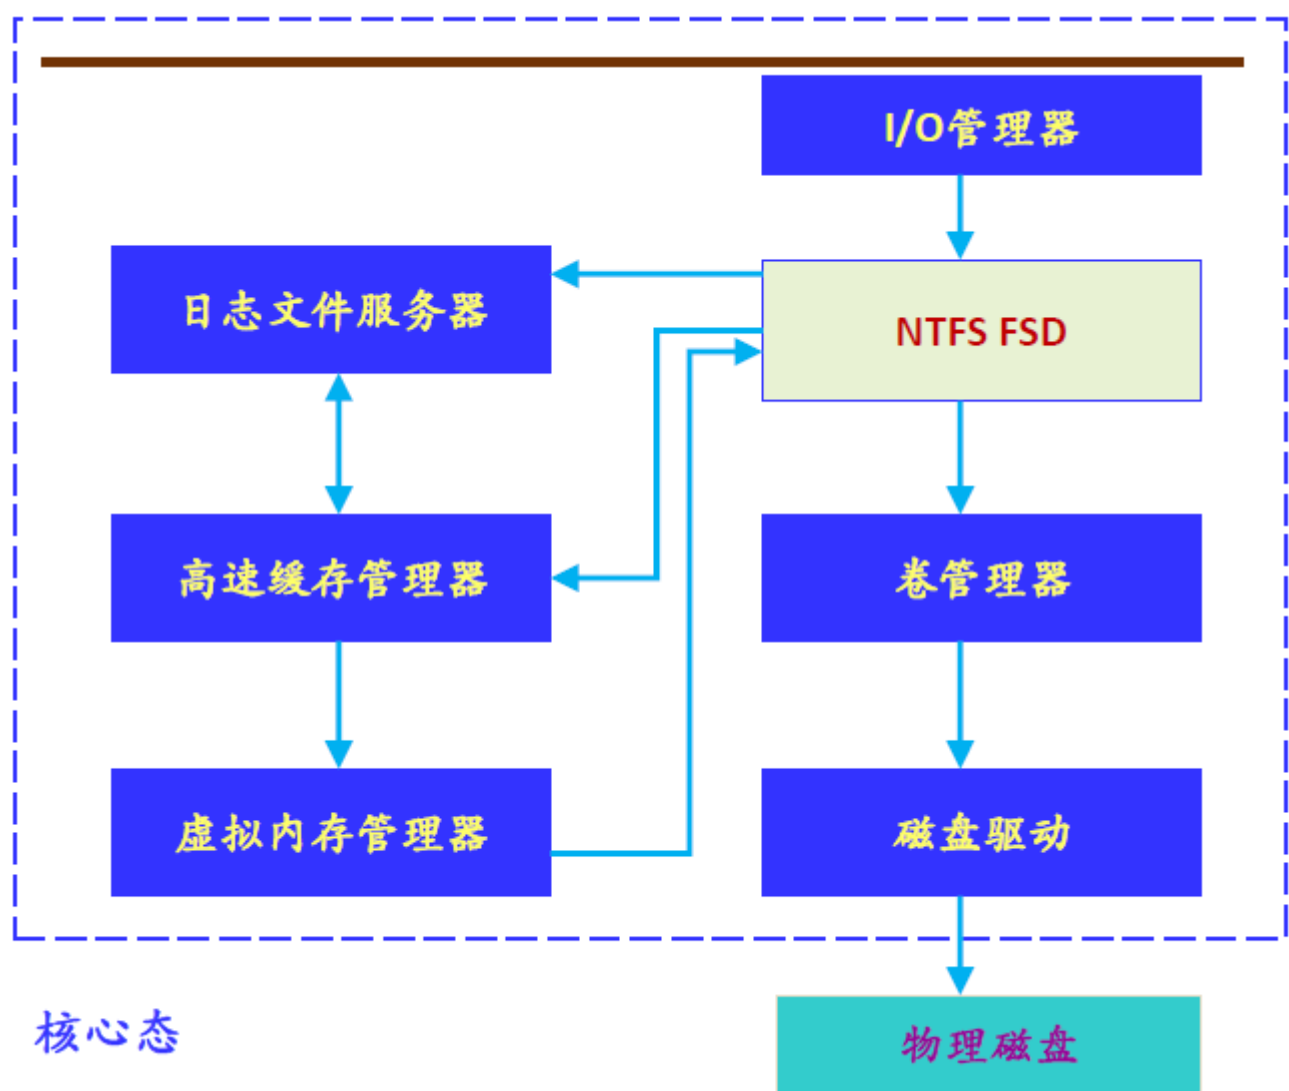 I/O管理器
日志文件服务器
NTFS FSD
高速缓存管理器
卷管理器
虚拟内存管理器
磁盘驱动
核心态
物理磁盘